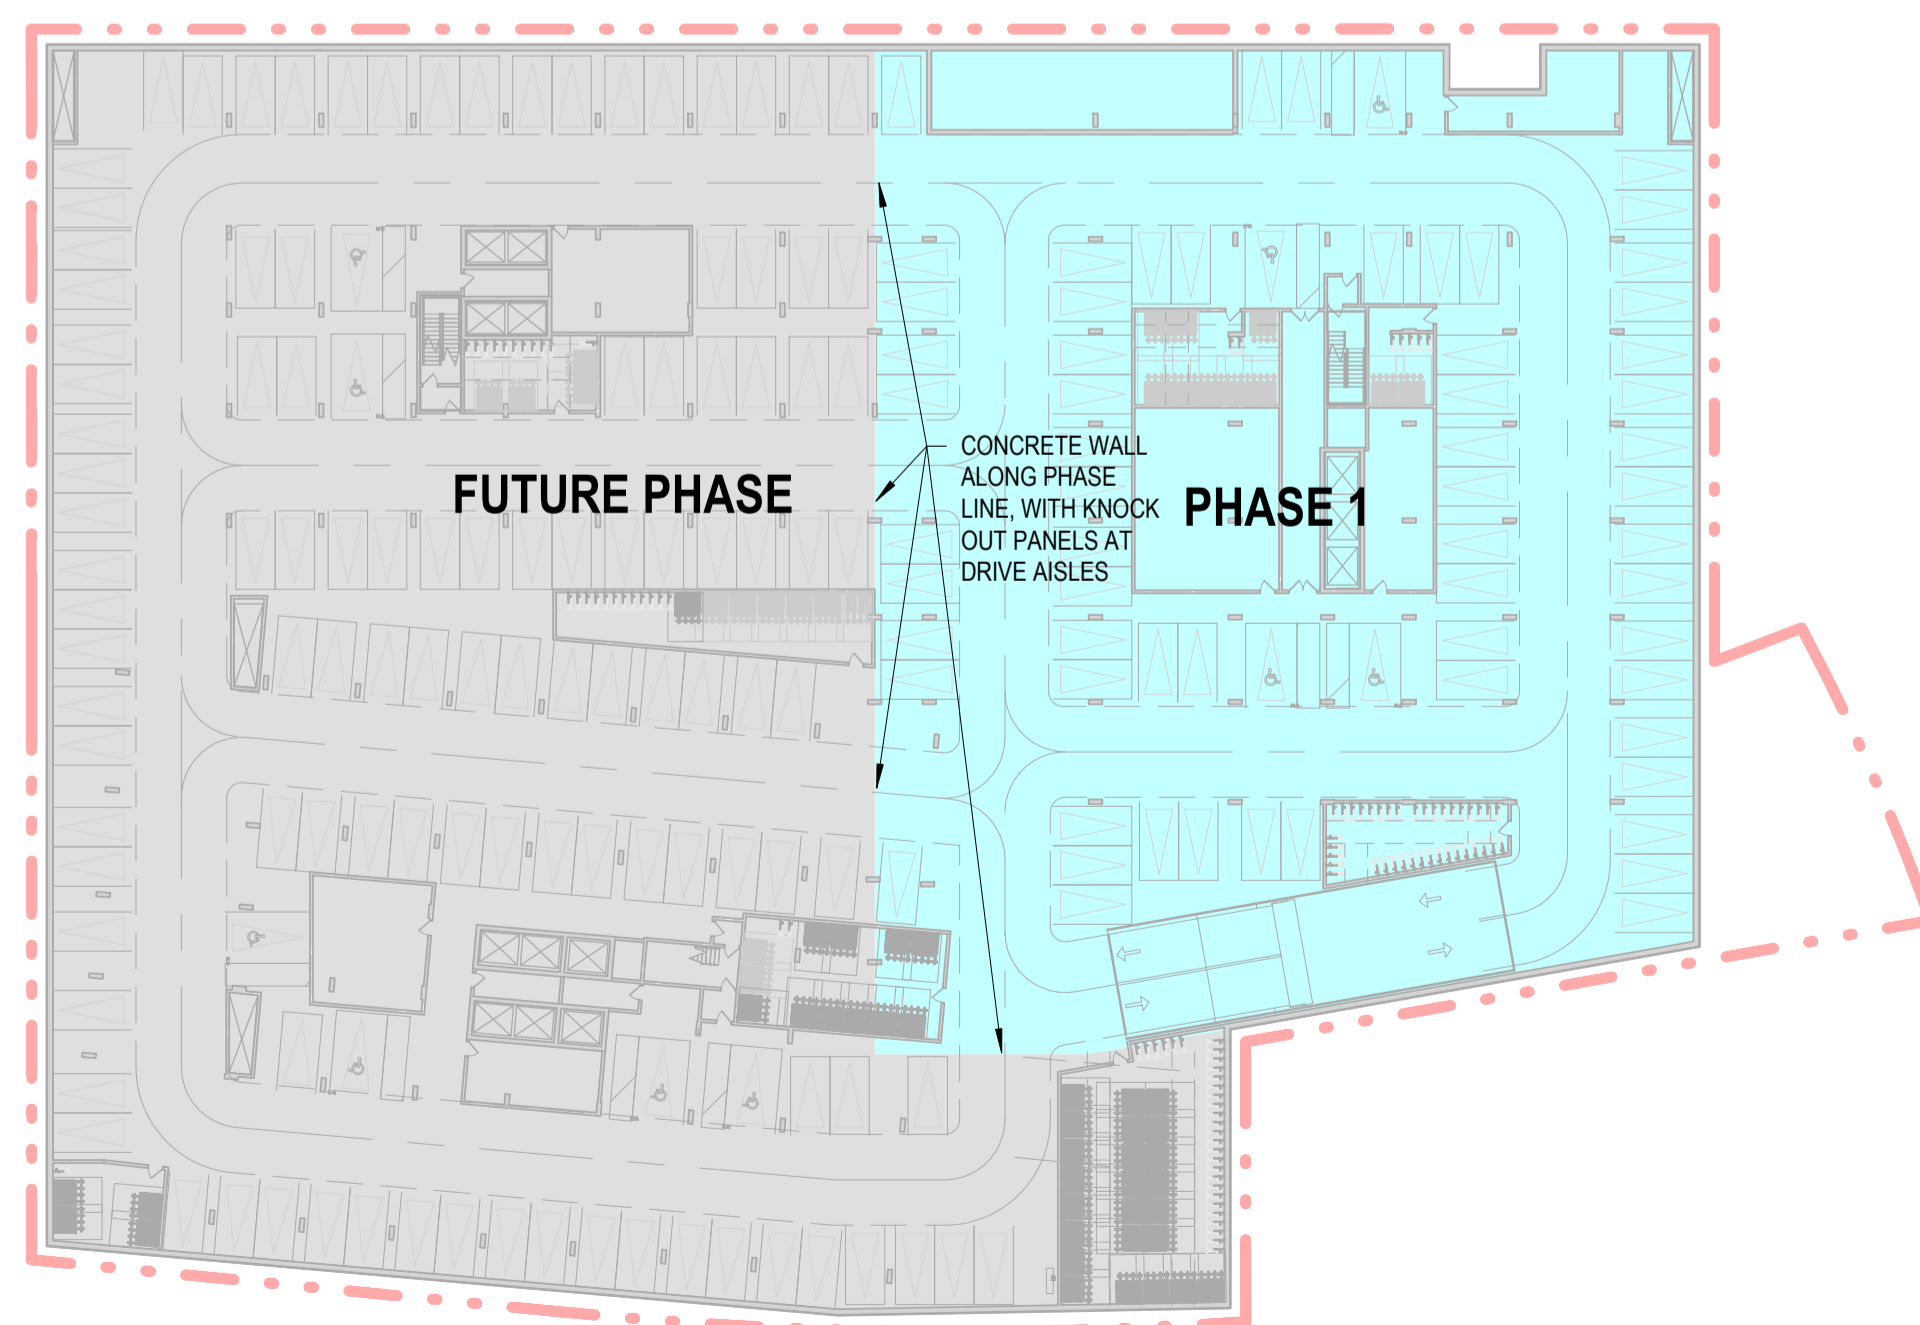 FUTURE PHASE
CONCRETE WALL
ALONG PHASE
LINE, WITH KNOCK
OUT PANELS AT
DRIVE AISLES
PHASE 1